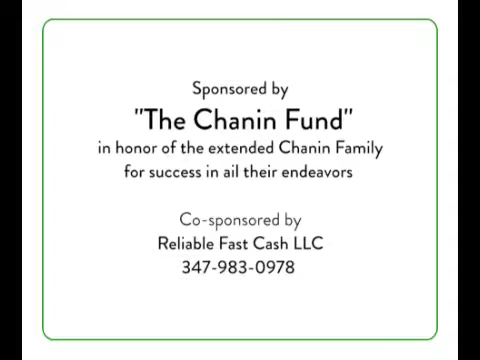 Sponsored by
"The Chanin Fund"
in honor of the extended Chanin Family
for success in ail their endeavors
Co-sponsored by
Reliable Fast Cash LLC
347-983-0978